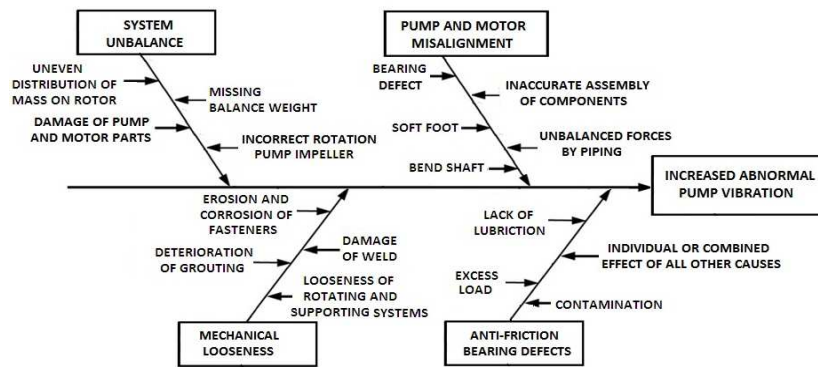 SYSTEM
UNBALANCE
PUMP AND MOTOR
MISALIGNMENT
UNEVEN
DISTRIBUTION OF
MASS ON ROTOR
MISSING
BALANCE WEIGHT
DAMAGE OF PUMP
AND MOTOR PARTS
INCORRECT ROTATION
PUMP IMPELLER
BEARING
DEFECT
INACCURATE ASSEMBLY
OF COMPONENTS
SOFT FOOT
UNBALANCED FORCES
BY PIPING
BEND SHAFT
INCREASED ABNORMAL
PUMP VIBRATION
EROSION AND
CORROSION OF
FASTENERS
DAMAGE
OF WELD
DETERIORATION
OF GROUTING
LOOSENESS OF
ROTATING AND
SUPPORTING SYSTEMS
LACK OF
LUBRICTION
INDIVIDUAL OR COMBINED
EFFECT OF ALL OTHER CAUSES
EXCESS
LOAD
CONTAMINATION
MECHANICAL
LOOSENESS
ANTI-FRICTION
BEARING DEFECTS